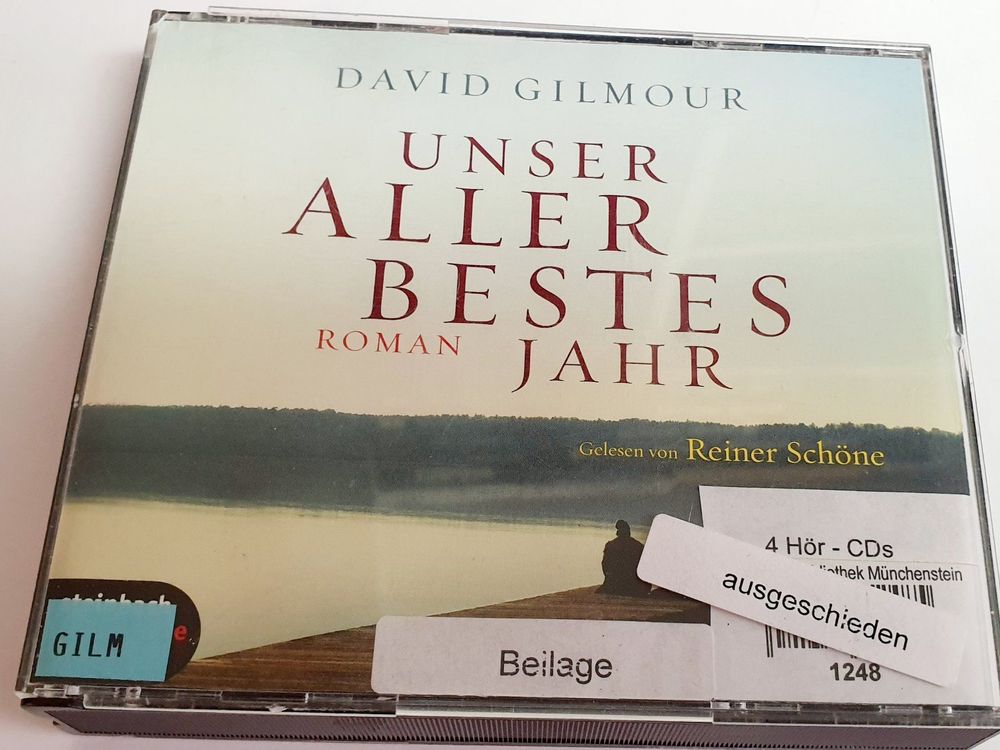 DAVID GILMOUR
UNSER
ALLER
BESTES
ROMAN JAHR
Gelesen von Reiner Schöne
4 Hör - CDs
Münchenstein
ausgeschieden
1248
Beilage
GILM